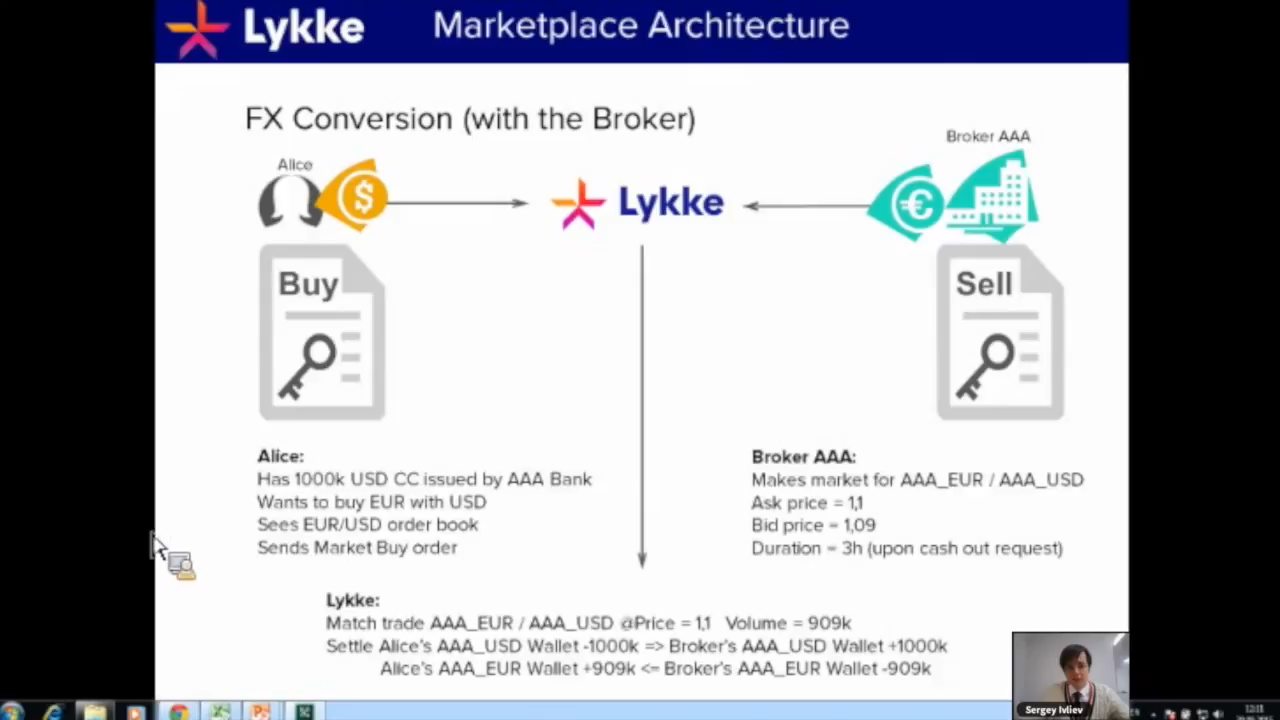 Lykke Marketplace Architecture
FX Conversion (with the Broker)
Broker AAA
Alice
$
Lykke
€
Buy
Sell
Alice:
Has 1000k USD CC issued by AAA Bank
Wants to buy EUR with USD
Sees EUR/USD order book
Sends Market Buy order
Broker AAA:
Makes market for AAA_EUR / AAA_USD
Ask price = 1,1
Bid price = 1,09
Duration = 3h (upon cash out request)
Lykke:
Match trade AAA_EUR / AAA_USD @Price = 1,1 Volume = 909k
Settle Alice's AAA_USD Wallet -1000k => Broker's AAA_USD Wallet +1000k
Alice's AAA_EUR Wallet +909k <= Broker's AAA_EUR Wallet -909k
Sergey Ivliev